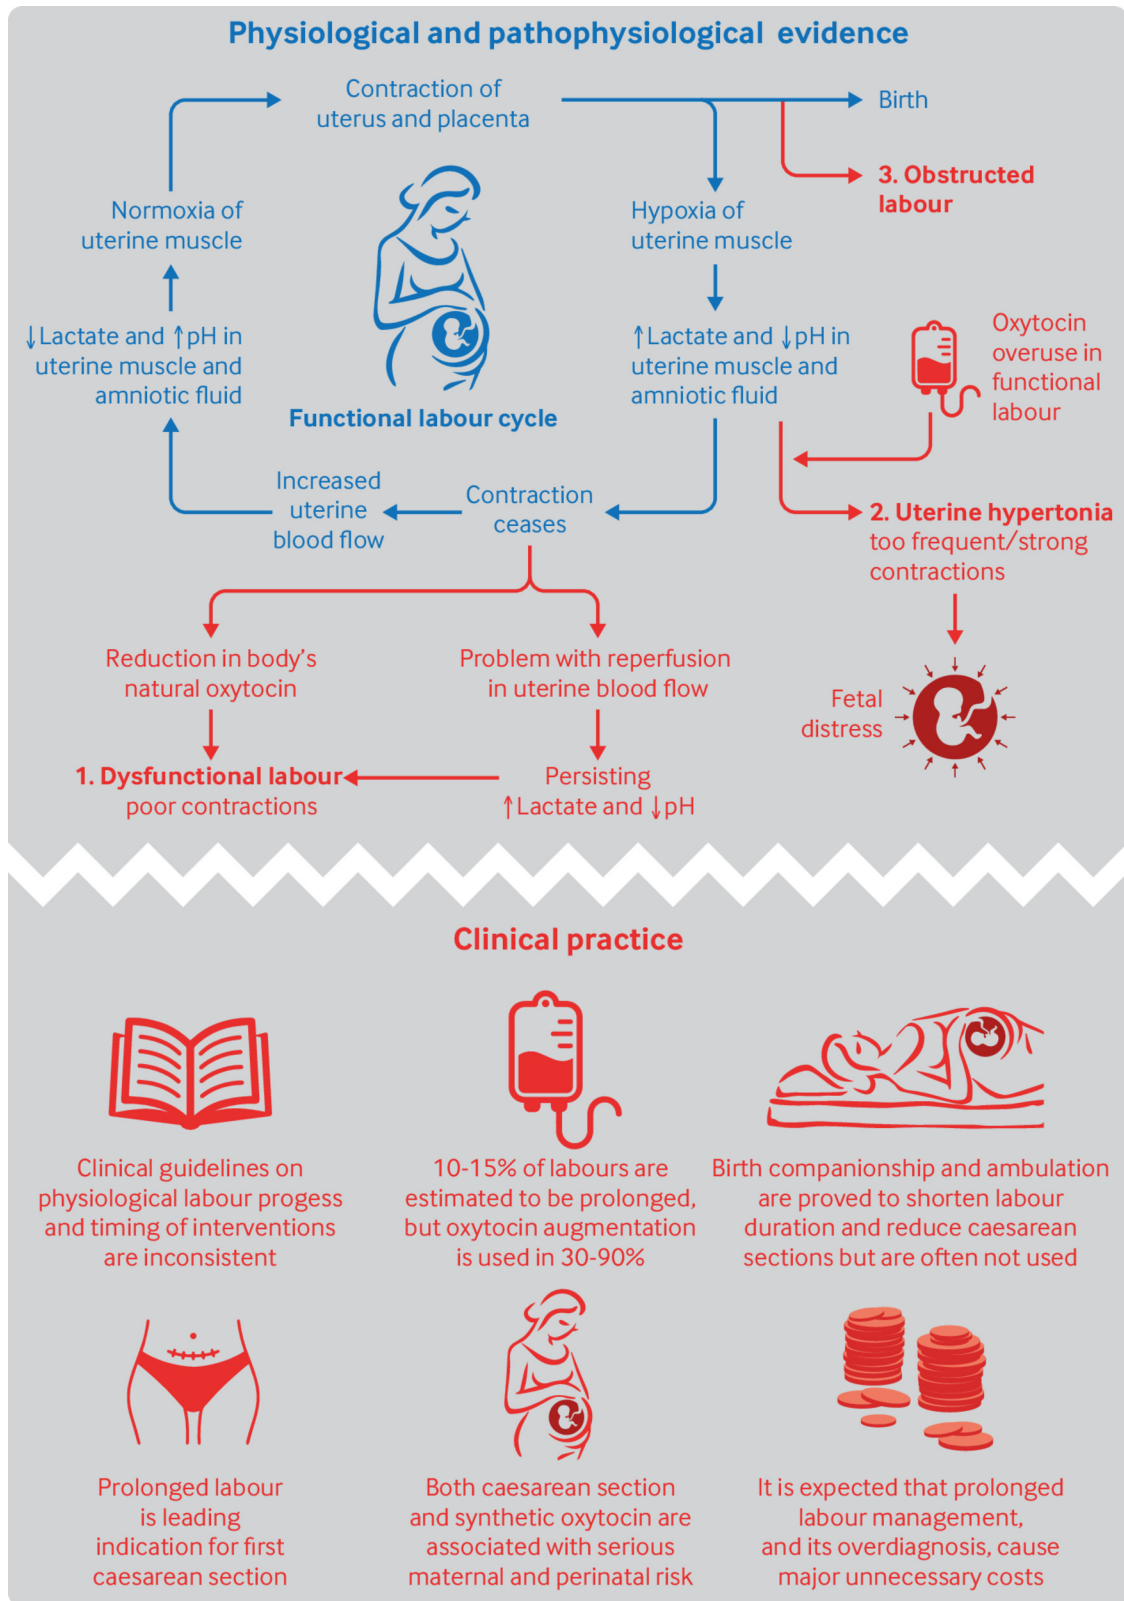 Physiological and pathophysiological evidence
Contraction of
uterus and placenta
Birth
3. Obstructed
labour
Normoxia of
uterine muscle
Hypoxia of
uterine muscle
↓Lactate and ↑pH in
uterine muscle and
amniotic fluid
↑Lactate and ↓pH in
uterine muscle and
amniotic fluid
Oxytocin
overuse in
functional
labour
Functional labour cycle
Increased
uterine
blood flow
Contraction
ceases
2. Uterine hypertonia
too frequent/strong
contractions
Reduction in body's
natural oxytocin
Problem with reperfusion
in uterine blood flow
Fetal
distress
1. Dysfunctional labour
poor contractions
Persisting
↑Lactate and ↓pH
Clinical practice
Clinical guidelines on
physiological labour progess
and timing of interventions
are inconsistent
10-15% of labours are
estimated to be prolonged,
but oxytocin augmentation
is used in 30-90%
Birth companionship and ambulation
are proved to shorten labour
duration and reduce caesarean
sections but are often not used
Prolonged labour
is leading
indication for first
caesarean section
Both caesarean section
and synthetic oxytocin are
associated with serious
maternal and perinatal risk
It is expected that prolonged
labour management,
and its overdiagnosis, cause
major unnecessary costs